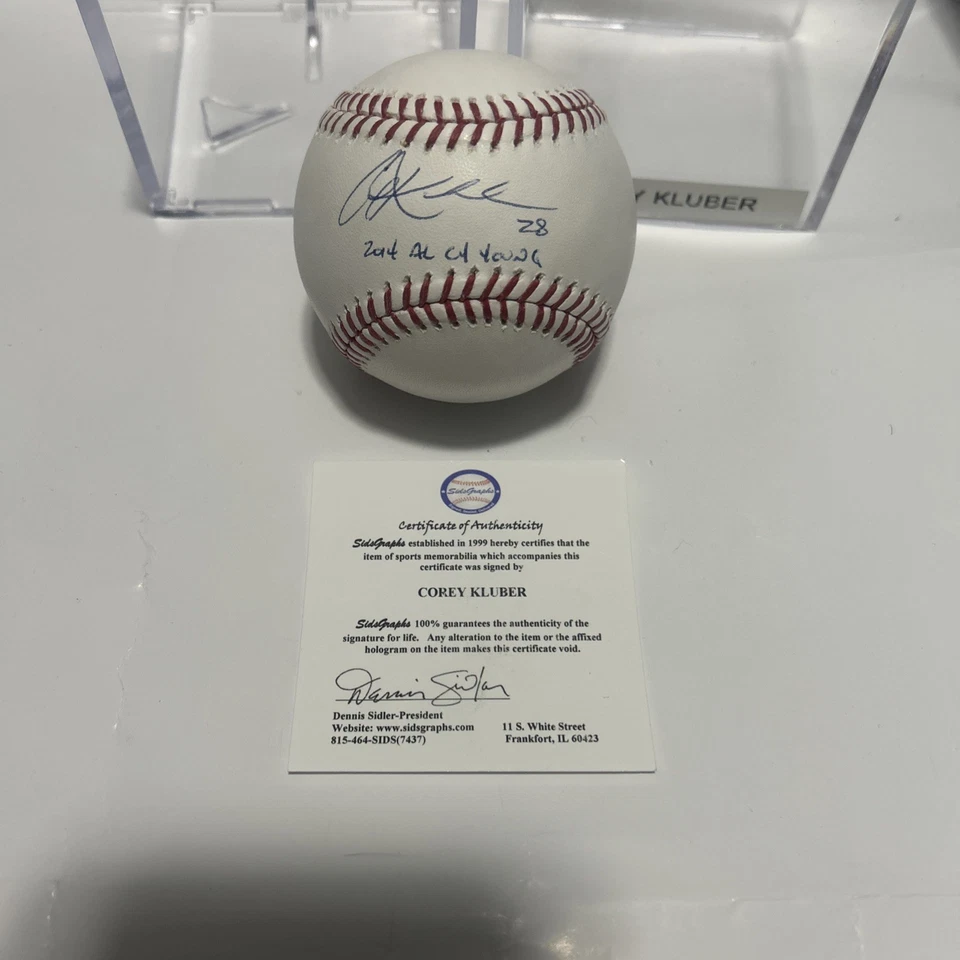 Y KLUBER
28
2014 AL CY YOUNG
SidsGraphs
Certificate of Authenticity
SidsGraphs established in 1999 hereby certifies that the
item of sports memorabilia which accompanies this
certificate was signed by
COREY KLUBER
SidsGraphs 100% guarantees the authenticity of the
signature for life. Any alteration to the item or the affixed
hologram on the item makes this certificate void.
Dennis Sidler
Dennis Sidler-President
Website: www.sidsgraphs.com 11 S. White Street
815-464-SIDS(7437) Frankfort, IL 60423